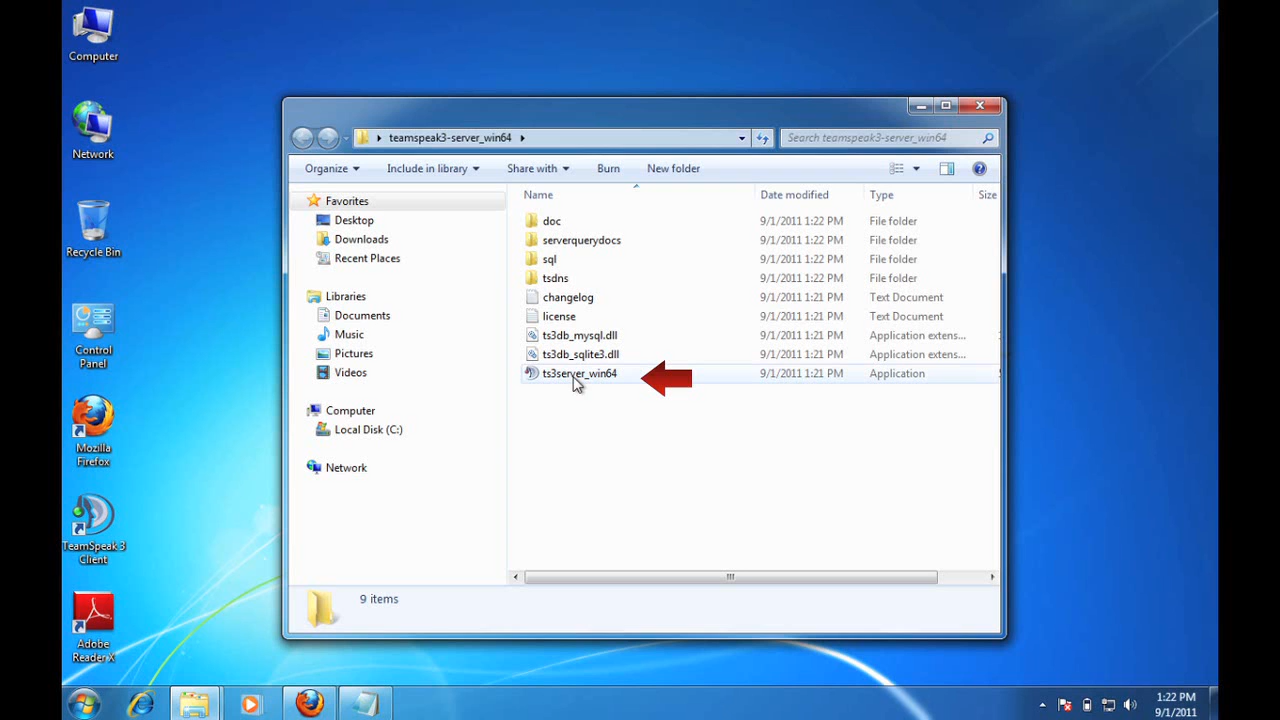 Computer
Network
Recycle Bin
Control
Panel
Mozilla
Firefox
TeamSpeak 3
Client
Adobe
Reader X
teamspeak3-server_win64
Search teamspeak3-server_win64
Organize Include in library Share with Burn New folder
Favorites
Desktop
Downloads
Recent Places
Libraries
Documents
Music
Pictures
Videos
Computer
Local Disk (C:)
Network
Name Date modified Type Size
doc 9/1/2011 1:22 PM File folder
serverquerydocs 9/1/2011 1:22 PM File folder
sql 9/1/2011 1:22 PM File folder
tsdns 9/1/2011 1:22 PM File folder
changelog 9/1/2011 1:21 PM Text Document
license 9/1/2011 1:21 PM Text Document
ts3db_mysql.dll 9/1/2011 1:21 PM Application extens...
ts3db_sqlite3.dll 9/1/2011 1:21 PM Application extens...
ts3server_win64 9/1/2011 1:21 PM Application
9 items
1:22 PM
9/1/2011